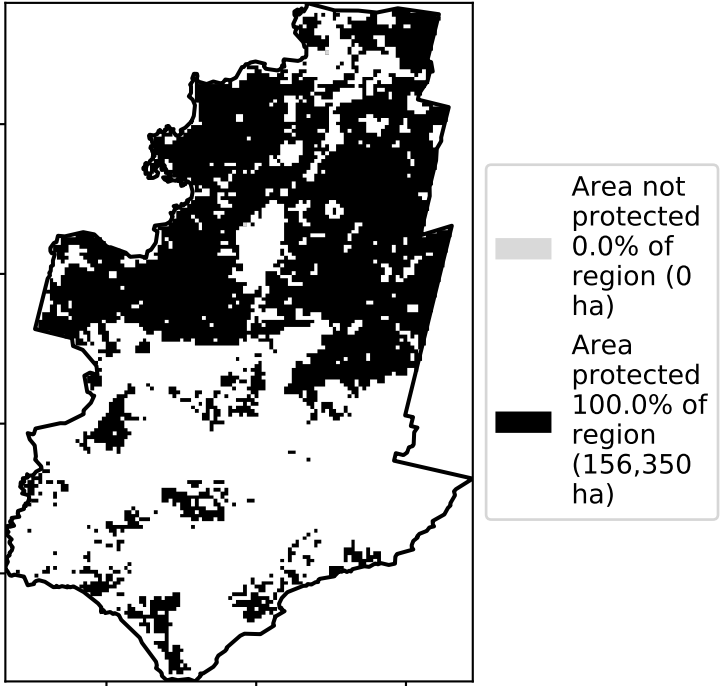 Area not
protected
0.0% of
region (0
ha)
Area
protected
100.0% of
region
(156,350
ha)